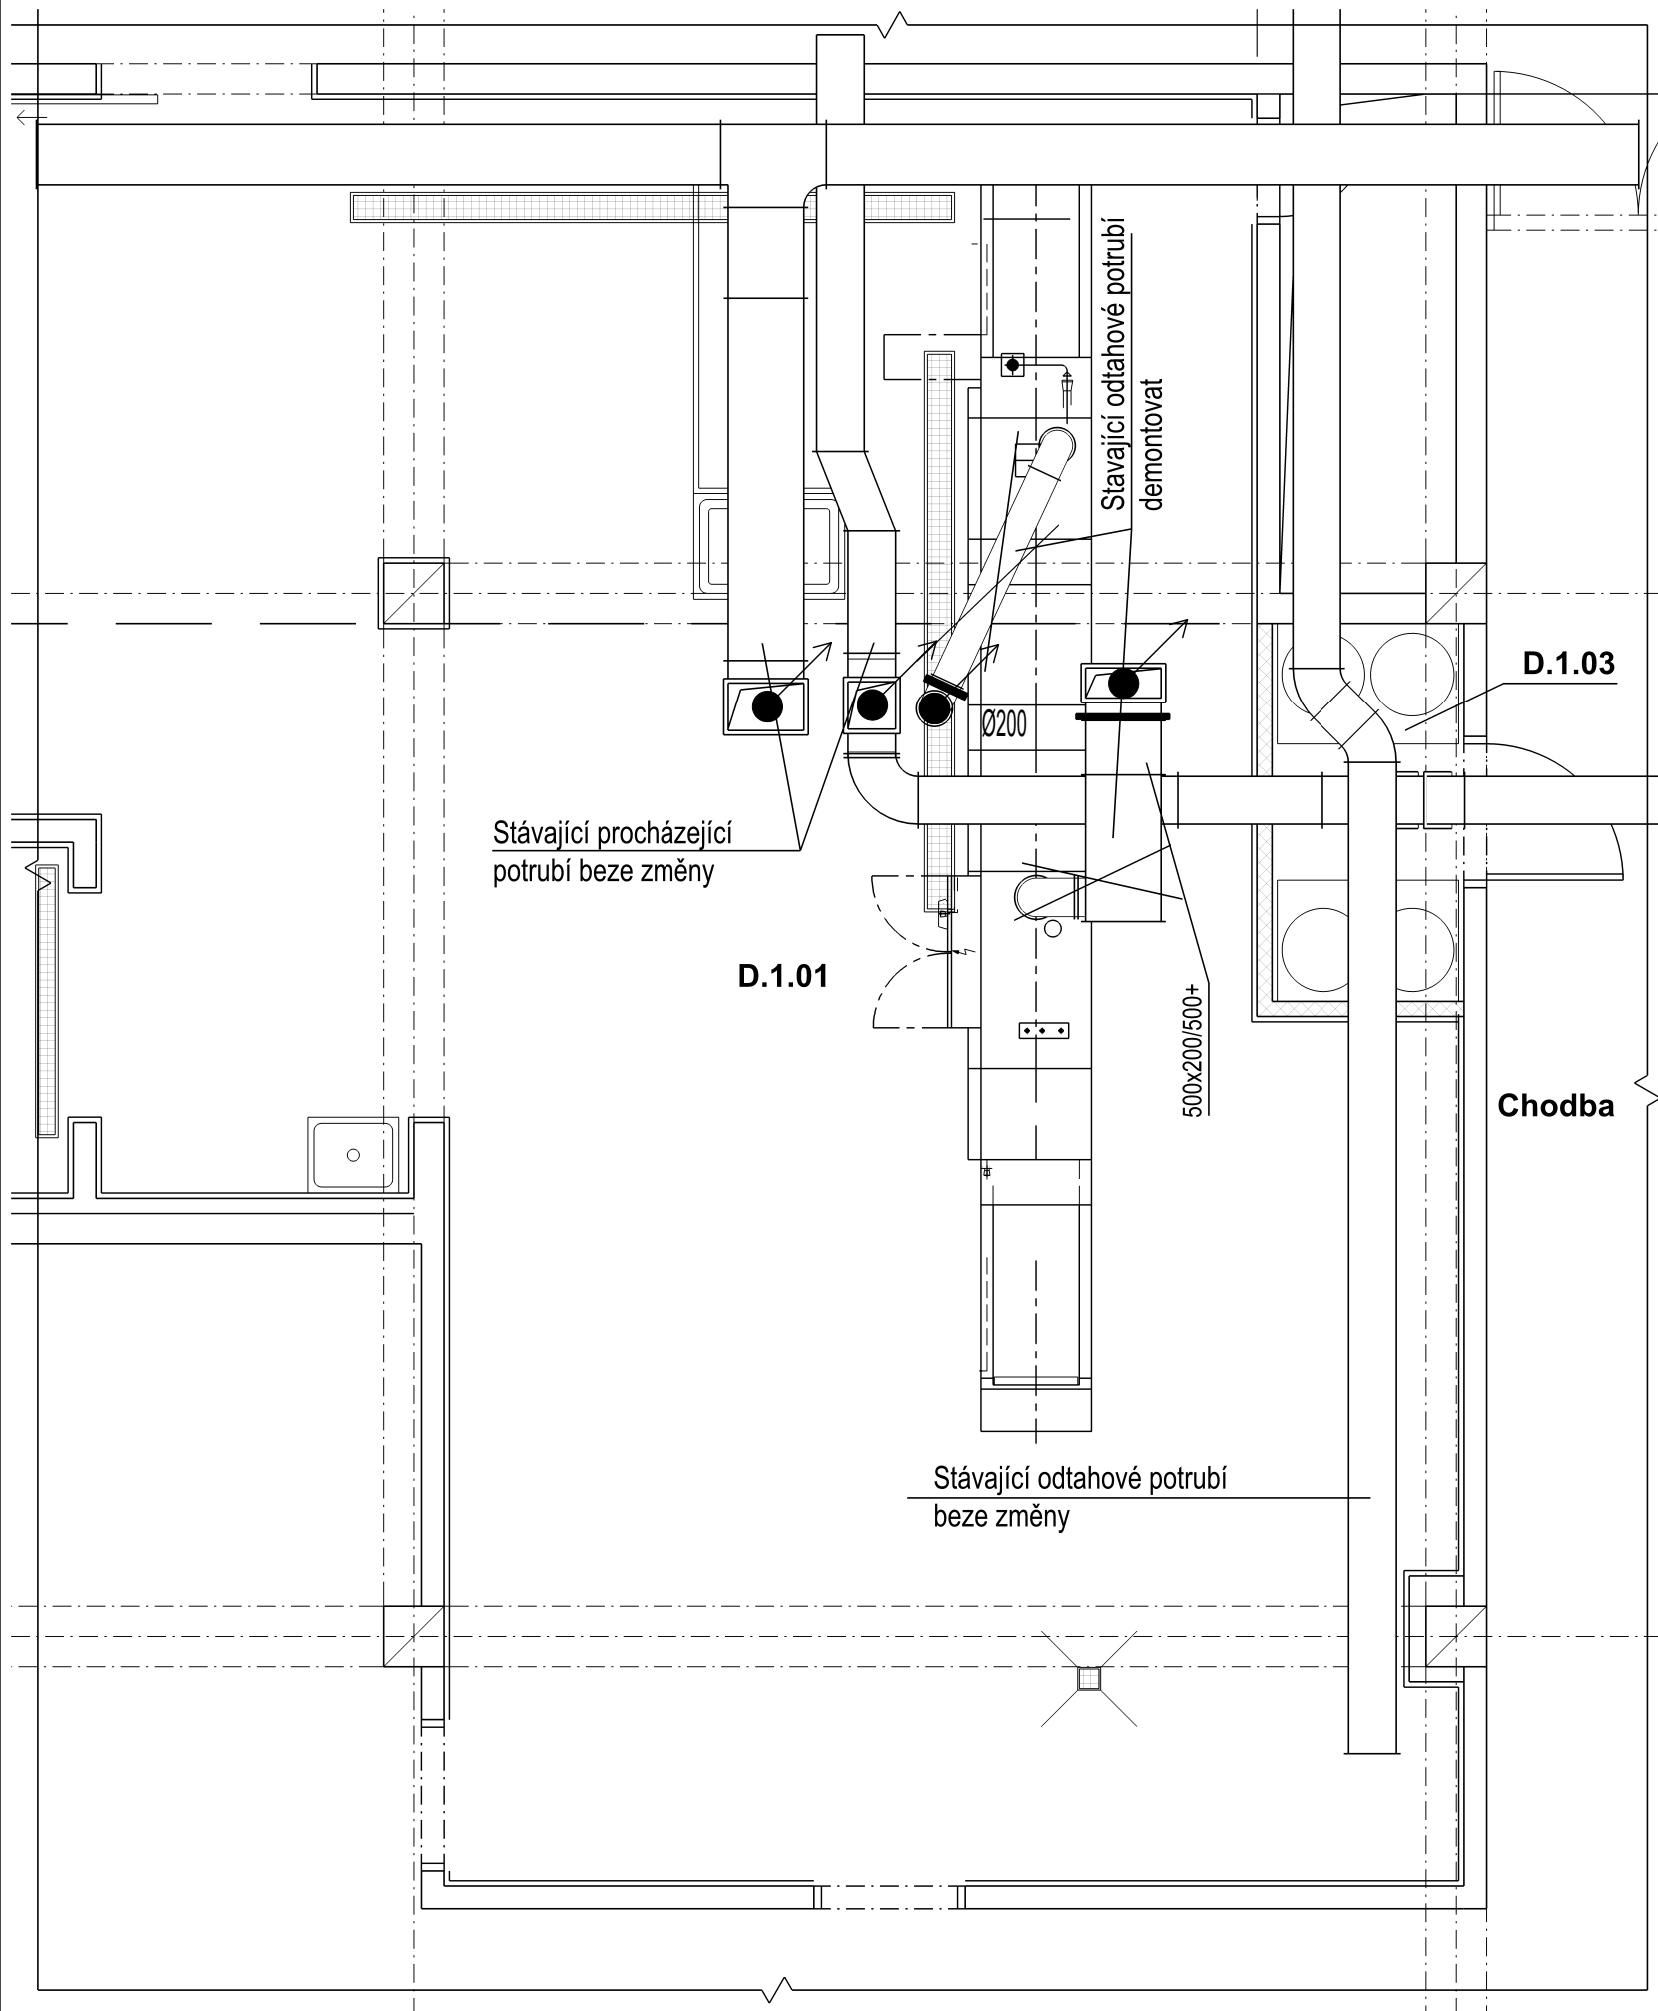 Stavající odtahové potrubí
demontovat
D.1.03
Ø200
Stávající procházející
potrubí beze změny
D.1.01
500x200/500+
Chodba
Stávající odtahové potrubí
beze změny